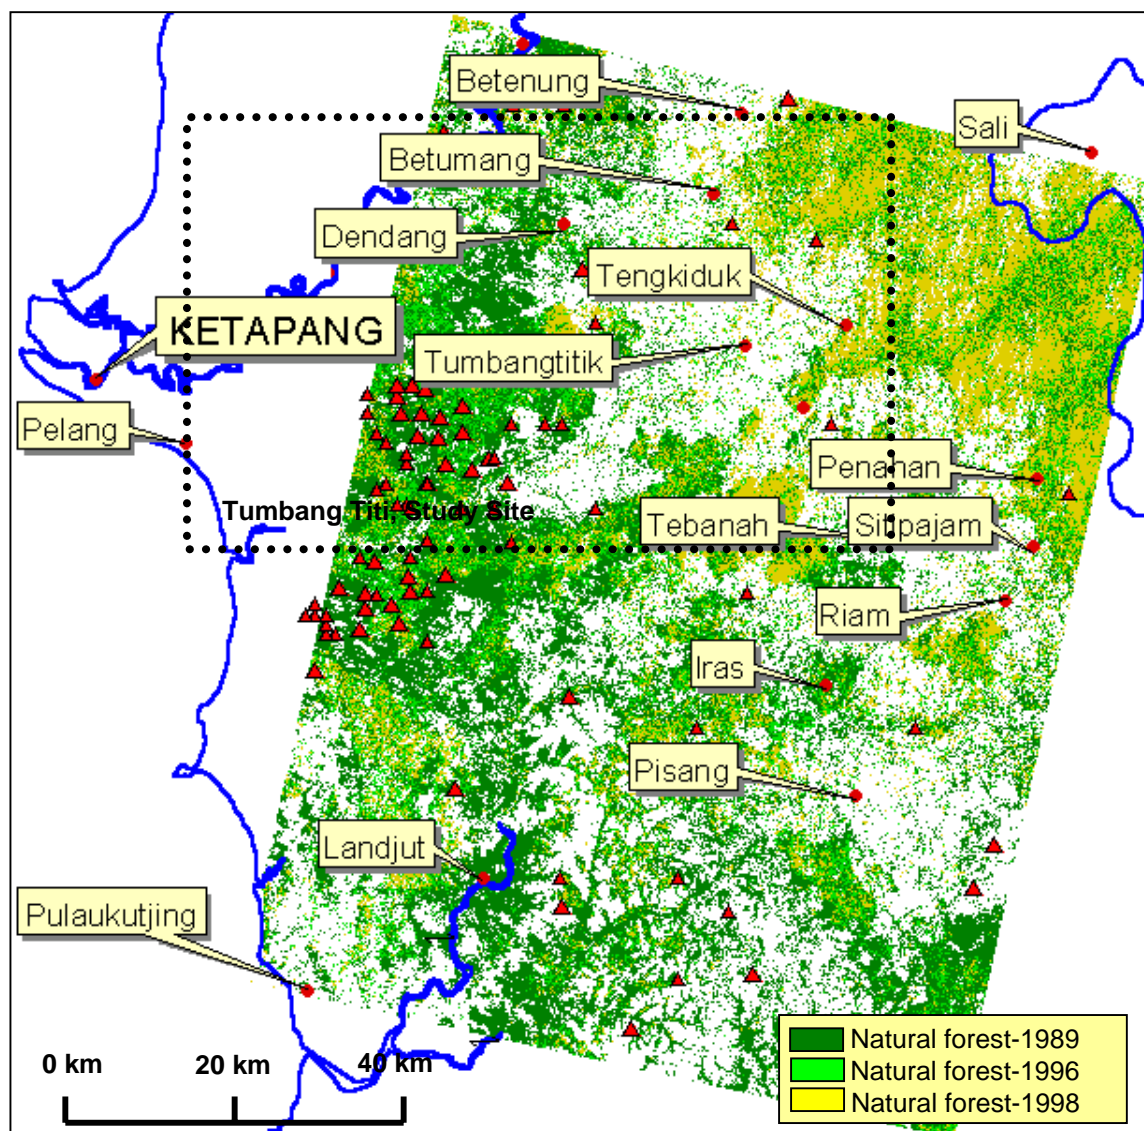 Betenung
Sali
Betumang
Dendang
Tengkiduk
KETAPANG
Tumbangtitik
Pelang
Penahan
Tumbang Titi, Study Site
Tebanah
Sitipajam
Riam
Iras
Pisang
Landjut
Pulaukutjing
0 km
20 km
40 km
Natural forest-1989
Natural forest-1996
Natural forest-1998